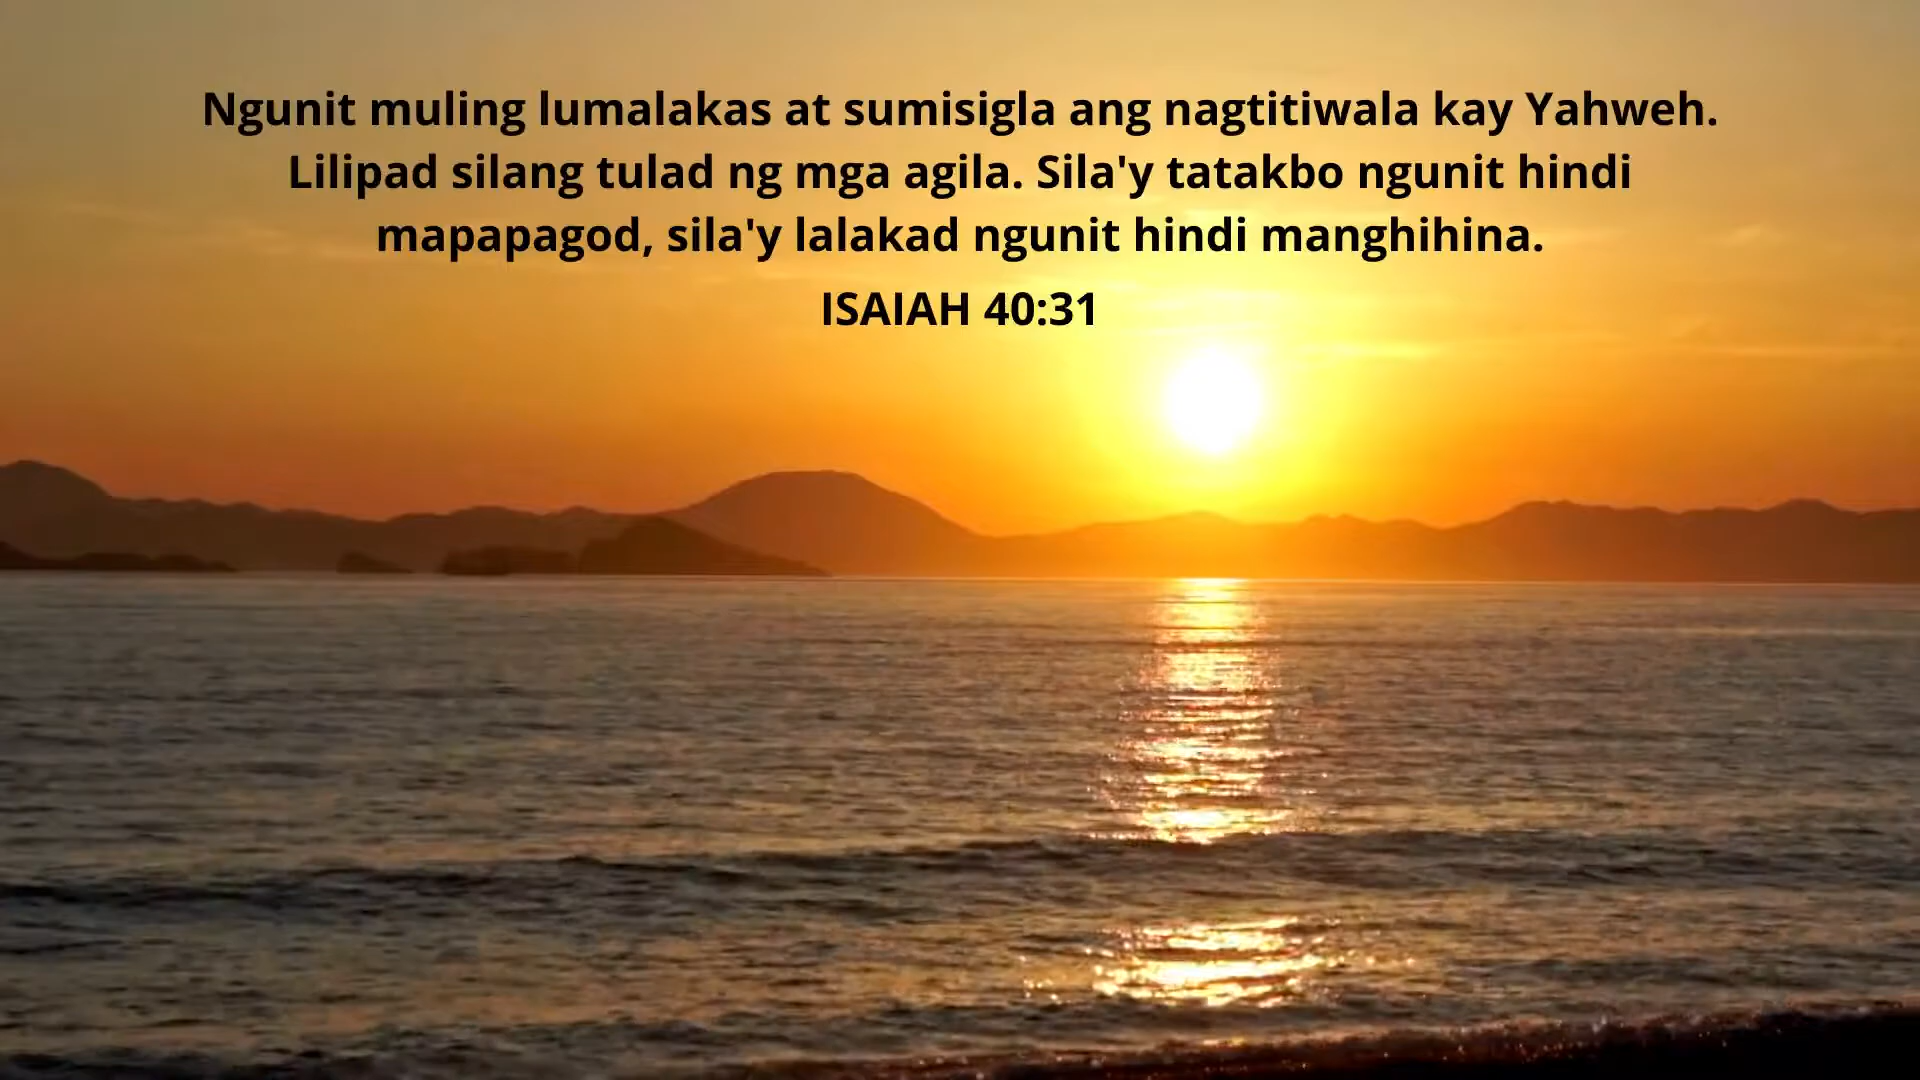 Ngunit muling lumalakas at sumisigla ang nagtitiwala kay Yahweh.
Lilipad silang tulad ng mga agila. Sila'y tatakbo ngunit hindi
mapapagod, sila'y lalakad ngunit hindi manghihina.
ISAIAH 40:31